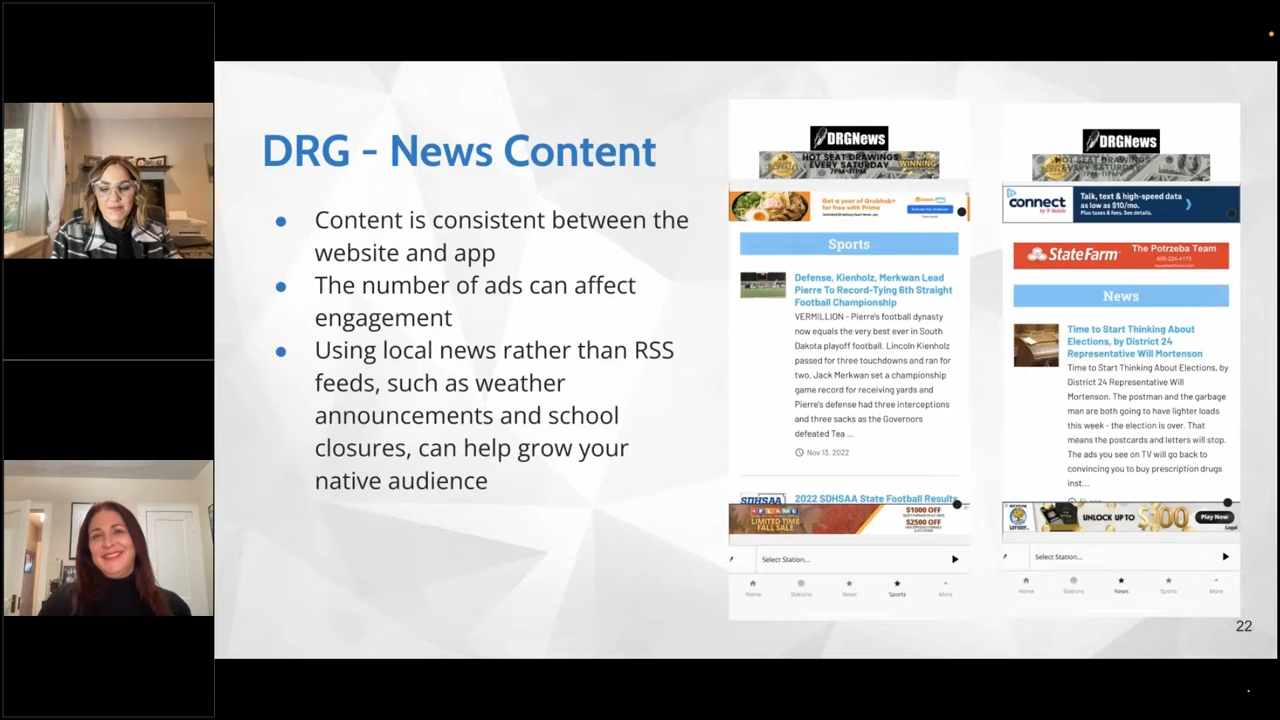 DRG - News Content
● Content is consistent between the
website and app
● The number of ads can affect
engagement
● Using local news rather than RSS
feeds, such as weather
announcements and school
closures, can help grow your
native audience
DRGNews
HOT SEAT DRAWINGS
EVERY SATURDAY
7PM-11PM
WINNING
Get a year of Grubhub+
for free with Prime
Sports
Defense, Kienholz, Merkwan Lead
Pierre To Record-Tying 6th Straight
Football Championship
VERMILLION - Pierre's football dynasty
now equals the very best ever in South
Dakota playoff football. Lincoln Kienholz
passed for three touchdowns and ran for
two, Jack Merkwan set a championship
game record for receiving yards and
Pierre's defense had three interceptions
and three sacks as the Governors
defeated Tea ...
Nov 13, 2022
SDHSAA
2022 SDHSAA State Football Results
FLAME
LIMITED TIME
FALL SALE
$1000 OFF
$2500 OFF
Select Station...
Home
Stations
News
Sports
More
DRGNews
HOT SEAT DRAWINGS
EVERY SATURDAY
7PM-11PM
connect
by T-Mobile
Talk, text & high-speed data
as low as $10/mo.
Plus taxes & fees. See details.
StateFarm
The Potrzeba Team
605-224-4175
News
Time to Start Thinking About
Elections, by District 24
Representative Will Mortenson
Time to Start Thinking About Elections, by
District 24 Representative Will
Mortenson. The postman and the garbage
man are both going to have lighter loads
this week - the election is over. That
means the postcards and letters will stop.
The ads you see on TV will go back to
convincing you to buy prescription drugs
inst...
LOTTERY
UNLOCK UP TO $100
Play Now
Legal
Select Station...
Home
Stations
News
Sports
More
22